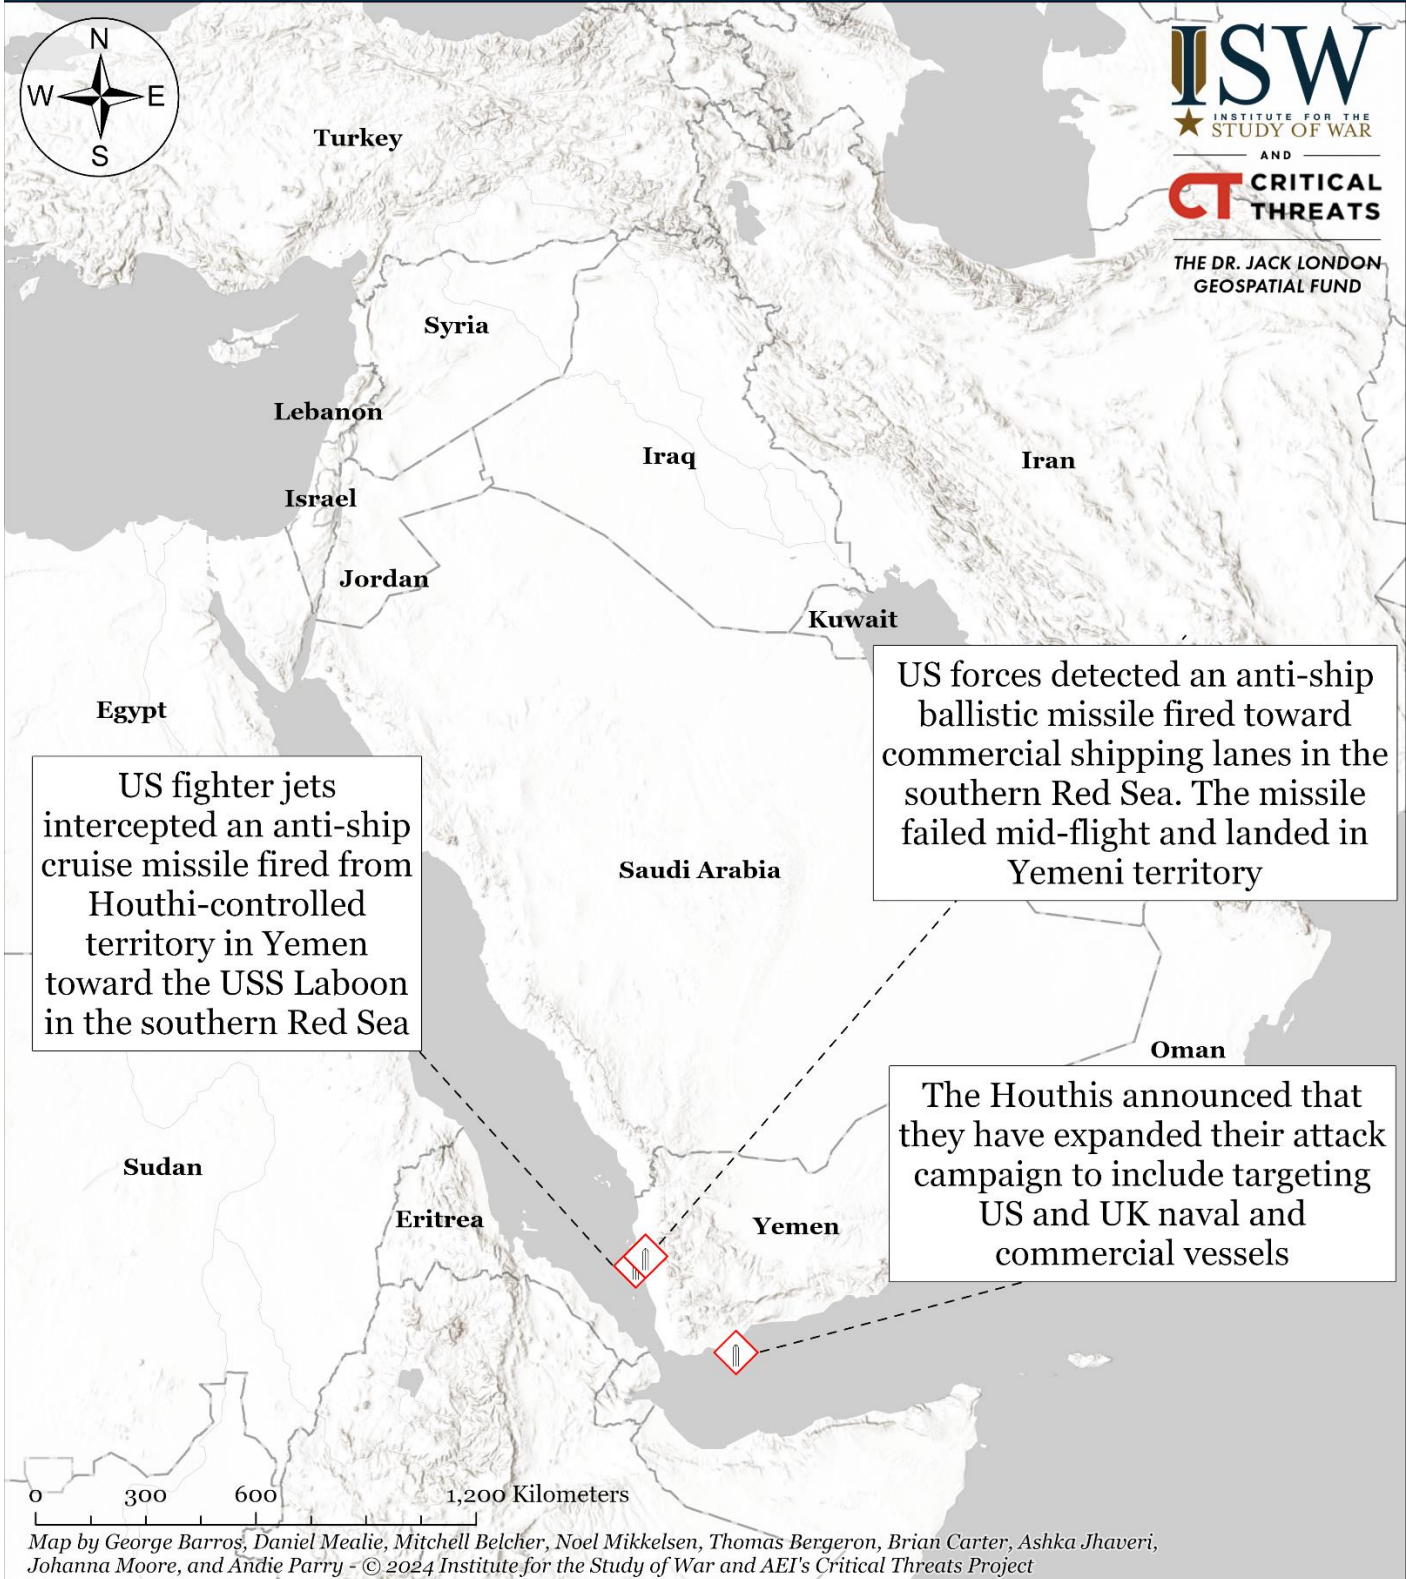 N
W
E
S
ISW
INSTITUTE FOR THE
STUDY OF WAR
AND
CT CRITICAL
THREATS
THE DR. JACK LONDON
GEOSPATIAL FUND
Turkey
Syria
Lebanon
Iraq
Iran
Israel
Jordan
Kuwait
Egypt
US forces detected an anti-ship
ballistic missile fired toward
commercial shipping lanes in the
southern Red Sea. The missile
failed mid-flight and landed in
Yemeni territory
US fighter jets
intercepted an anti-ship
cruise missile fired from
Houthi-controlled
territory in Yemen
toward the USS Laboon
in the southern Red Sea
Saudi Arabia
Oman
The Houthis announced that
they have expanded their attack
campaign to include targeting
US and UK naval and
commercial vessels
Sudan
Eritrea
Yemen
0 300 600 1,200 Kilometers
Map by George Barros, Daniel Mealie, Mitchell Belcher, Noel Mikkelsen, Thomas Bergeron, Brian Carter, Ashka Jhaveri,
Johanna Moore, and Andie Parry - © 2024 Institute for the Study of War and AEI's Critical Threats Project